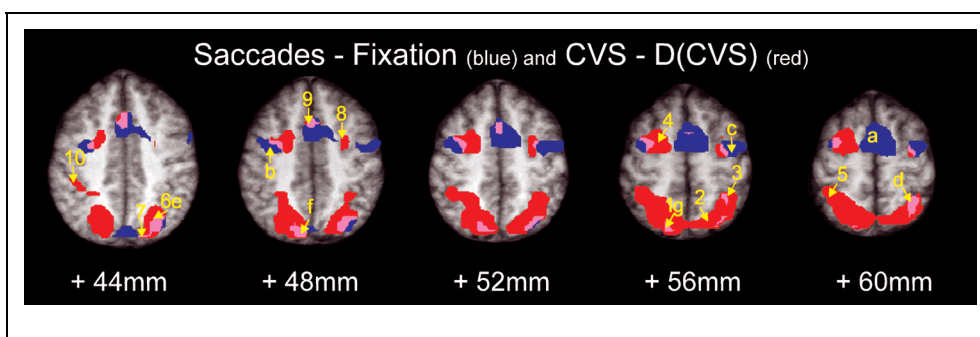 Saccades - Fixation (blue) and CVS - D(CVS) (red)
9
8
4
c
a
10
b
3
5
d
6e
7
f
1g
2
+ 44mm + 48mm + 52mm + 56mm + 60mm